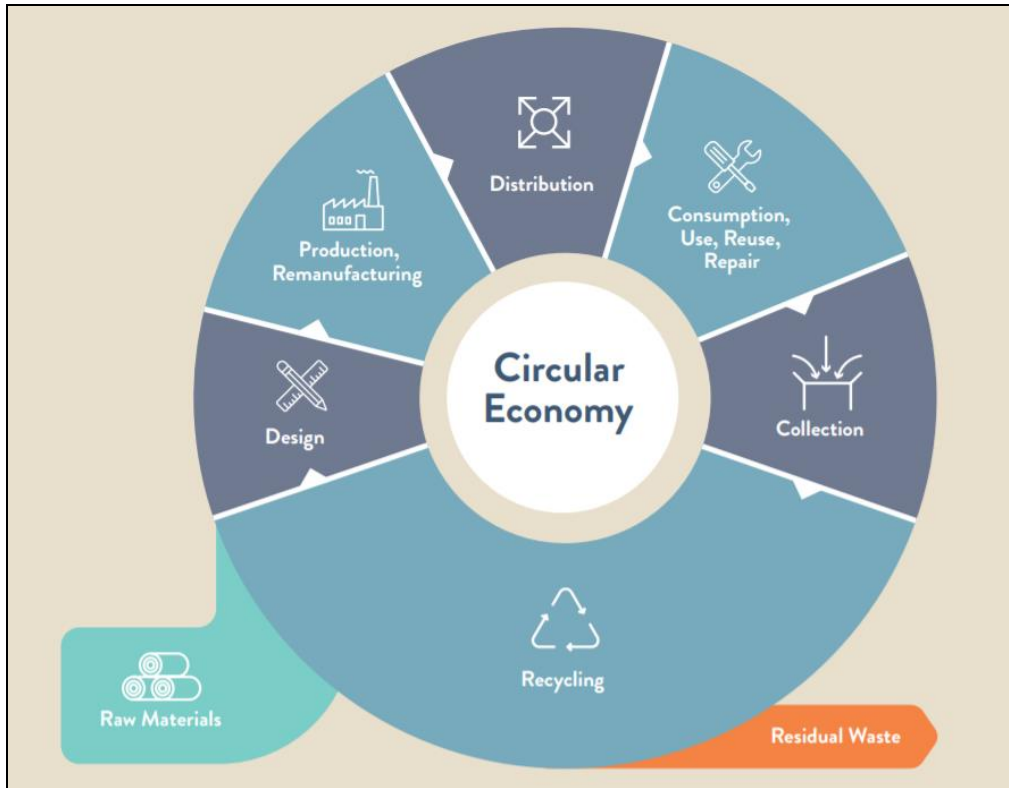 Distribution
Consumption,
Use, Reuse,
Repair
Production,
Remanufacturing
Circular
Economy
Design
Collection
Recycling
Raw Materials
Residual Waste